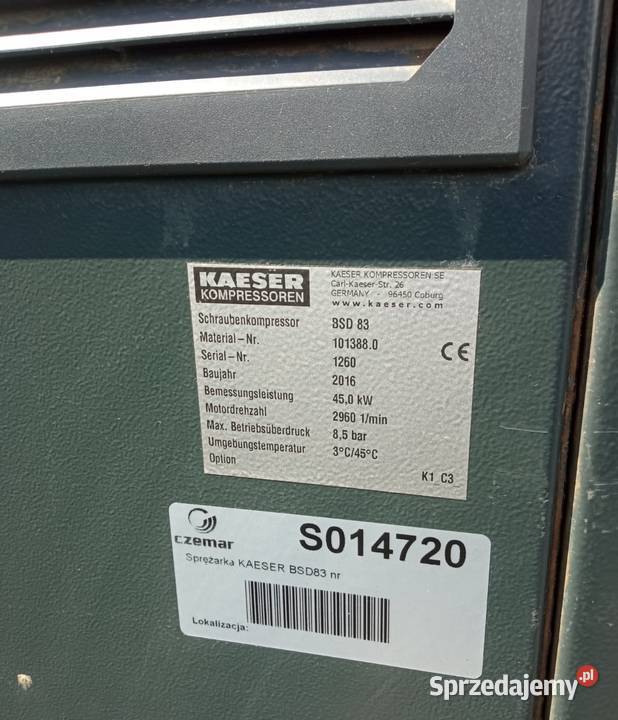 KAESER
KOMPRESSOREN
KAESER KOMPRESSOREN SE
Carl-Kaeser-Str. 26
GERMANY - 96450 Coburg
www.kaeser.com
Schraubenkompressor BSD 83
Material-Nr. 101388.0
Serial-Nr. 1260
CE
Baujahr 2016
Bemessungsleistung 45,0 kW
Motordrehzahl 2960 1/min
Max. Betriebsüberdruck 8,5 bar
Umgebungstemperatur 3°C/45°C
Option K1_C3
czemar S014720
Sprężarka KAESER BSD83 nr
Lokalizacja:
Sprzedajemy.pl